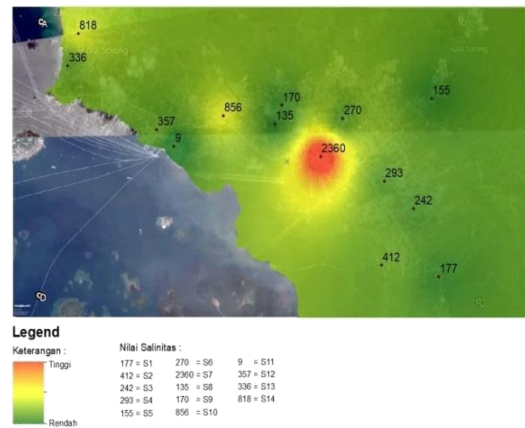 818
336
856
170
135
270
155
357
9
2360
293
242
412
177
Legend
Keterangan :
Tinggi
Rendah
Nilai Salinitas :
177 = S1 270 = S6 9 = S11
412 = S2 2360 = S7 357 = S12
242 = S3 135 = S8 336 = S13
293 = S4 170 = S9 818 = S14
155 = S5 856 = S10